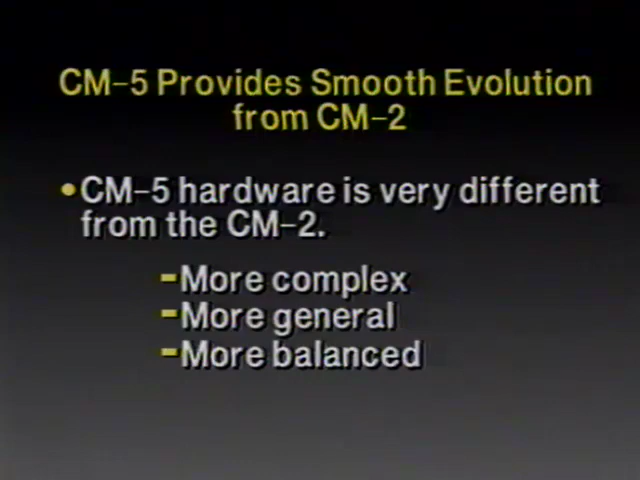 CM-5 Provides Smooth Evolution
from CM-2
•CM-5 hardware is very different
from the CM-2.
-More complex
-More general
-More balanced